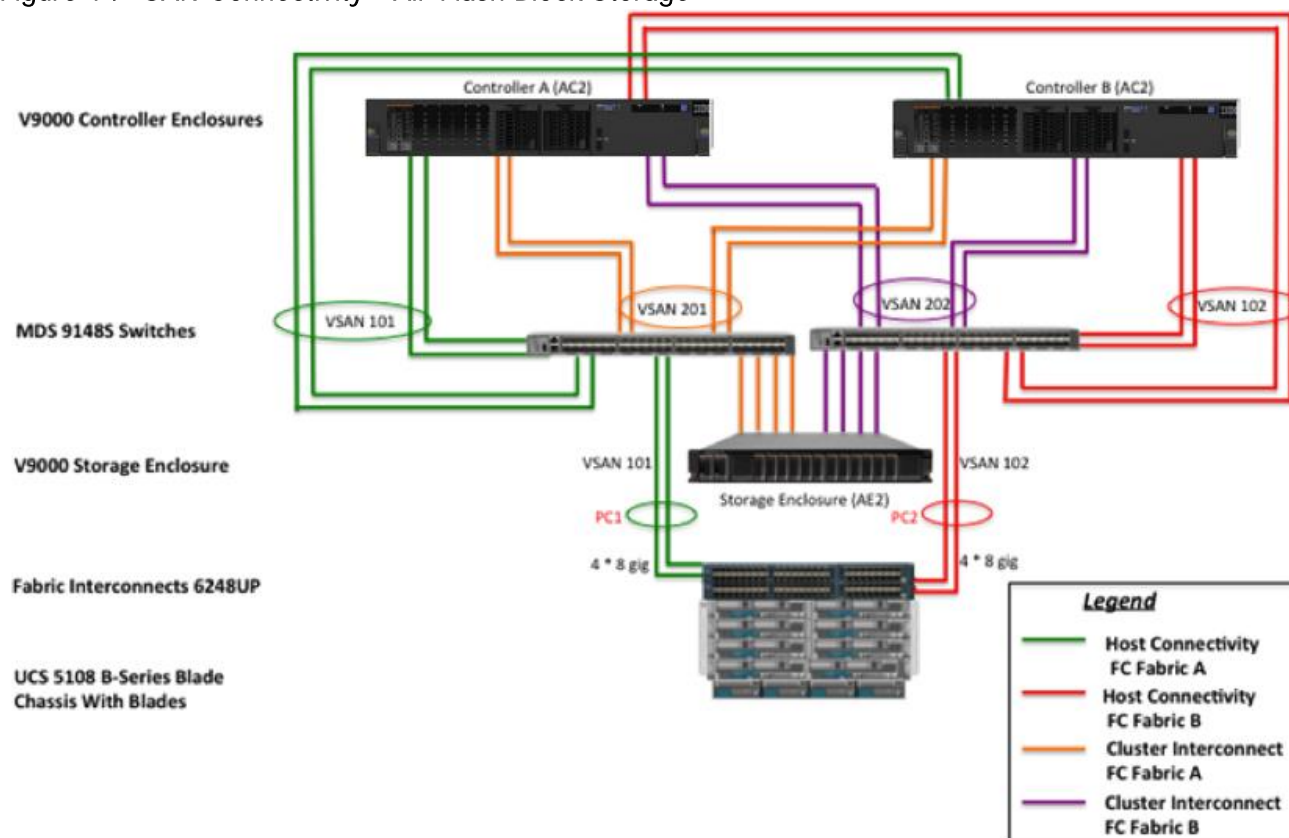 Controller A (AC2)
Controller B (AC2)
V9000 Controller Enclosures
VSAN 101
VSAN 201
VSAN 202
VSAN 102
MDS 9148S Switches
V9000 Storage Enclosure
VSAN 101
VSAN 102
Storage Enclosure (AE2)
PC1
PC2
4 * 8 gig
4 * 8 gig
Fabric Interconnects 6248UP
UCS 5108 B-Series Blade
Chassis With Blades
Legend
Host Connectivity
FC Fabric A
Host Connectivity
FC Fabric B
Cluster Interconnect
FC Fabric A
Cluster Interconnect
FC Fabric B